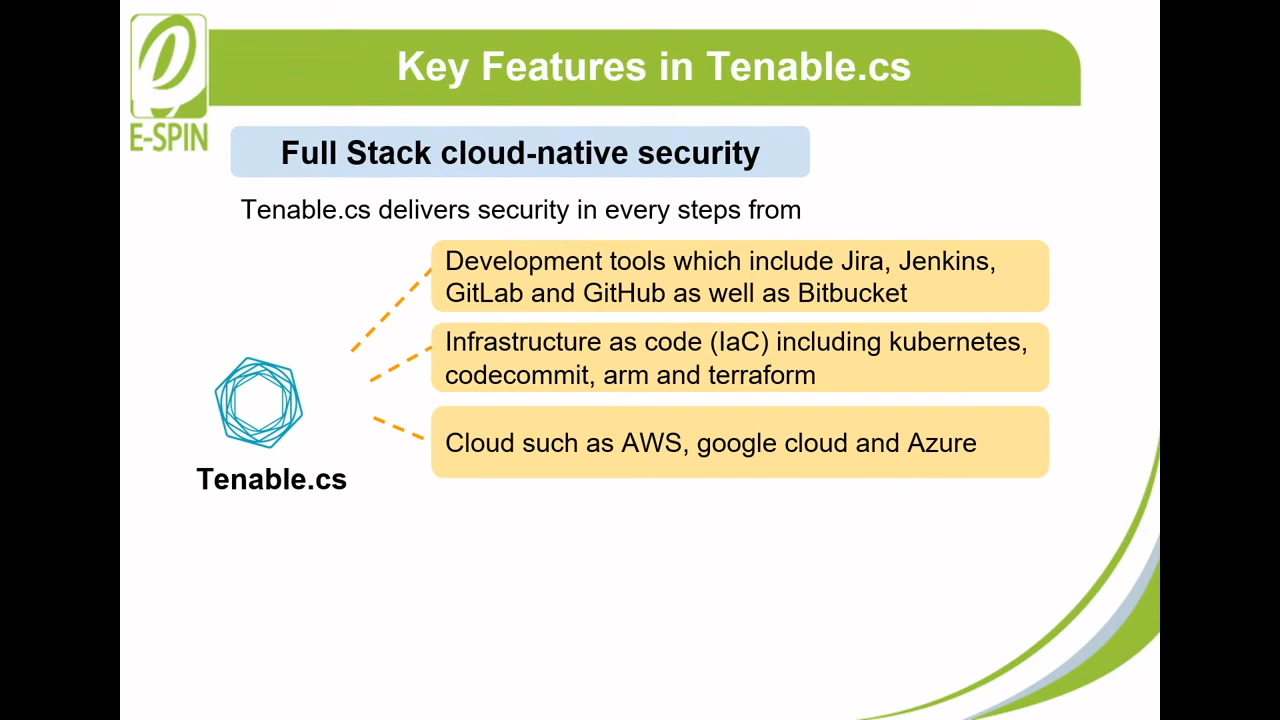 Key Features in Tenable.cs
E-SPIN
Full Stack cloud-native security
Tenable.cs delivers security in every steps from
Development tools which include Jira, Jenkins,
GitLab and GitHub as well as Bitbucket
Infrastructure as code (IaC) including kubernetes,
codecommit, arm and terraform
Cloud such as AWS, google cloud and Azure
Tenable.cs